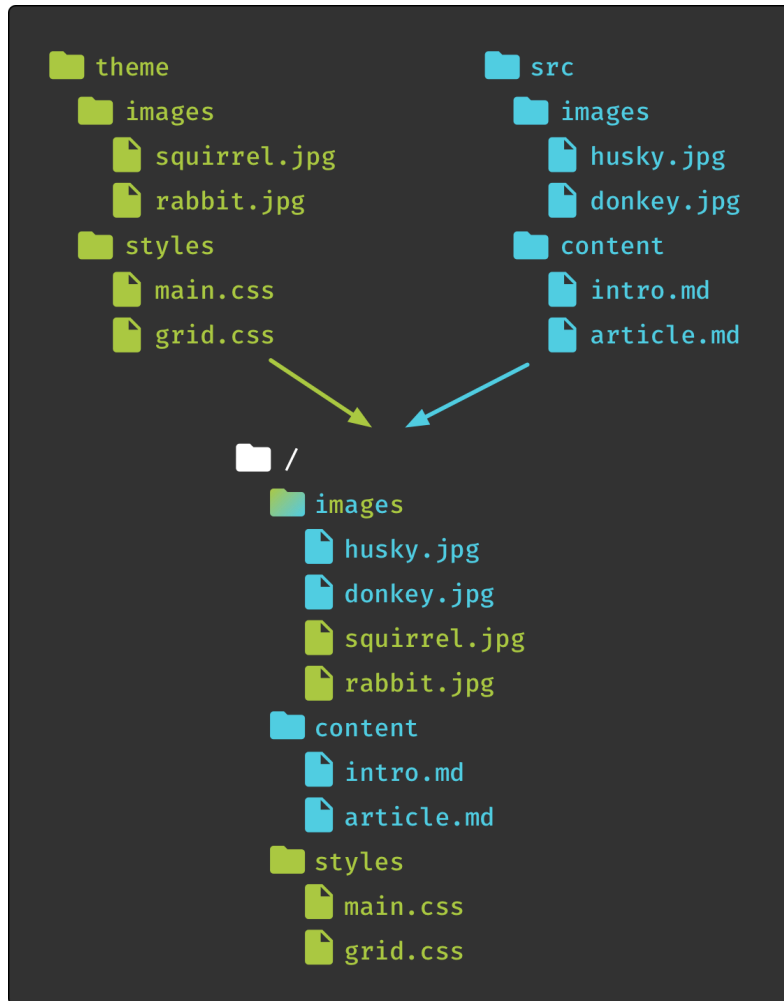 theme
images
squirrel.jpg
rabbit.jpg
styles
main.css
grid.css
src
images
husky.jpg
donkey.jpg
content
intro.md
article.md
/
images
husky.jpg
donkey.jpg
squirrel.jpg
rabbit.jpg
content
intro.md
article.md
styles
main.css
grid.css